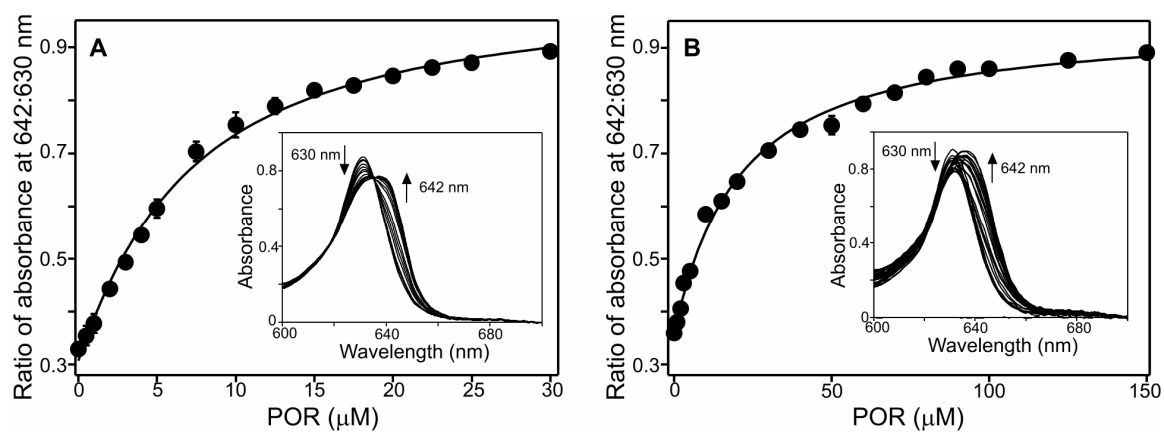 Ratio of absorbance at 642:630 nm
A
0.9
0.7
0.5
0.3
0 5 10 15 20 25 30
POR (μM)
630 nm
642 nm
Absorbance
0.8
0.4
0
600 640 680
Wavelength (nm)
Ratio of absorbance at 642:630 nm
B
0.9
0.7
0.5
0.3
0 50 100 150
POR (μM)
630 nm
642 nm
Absorbance
0.8
0.4
0
600 640 680
Wavelength (nm)